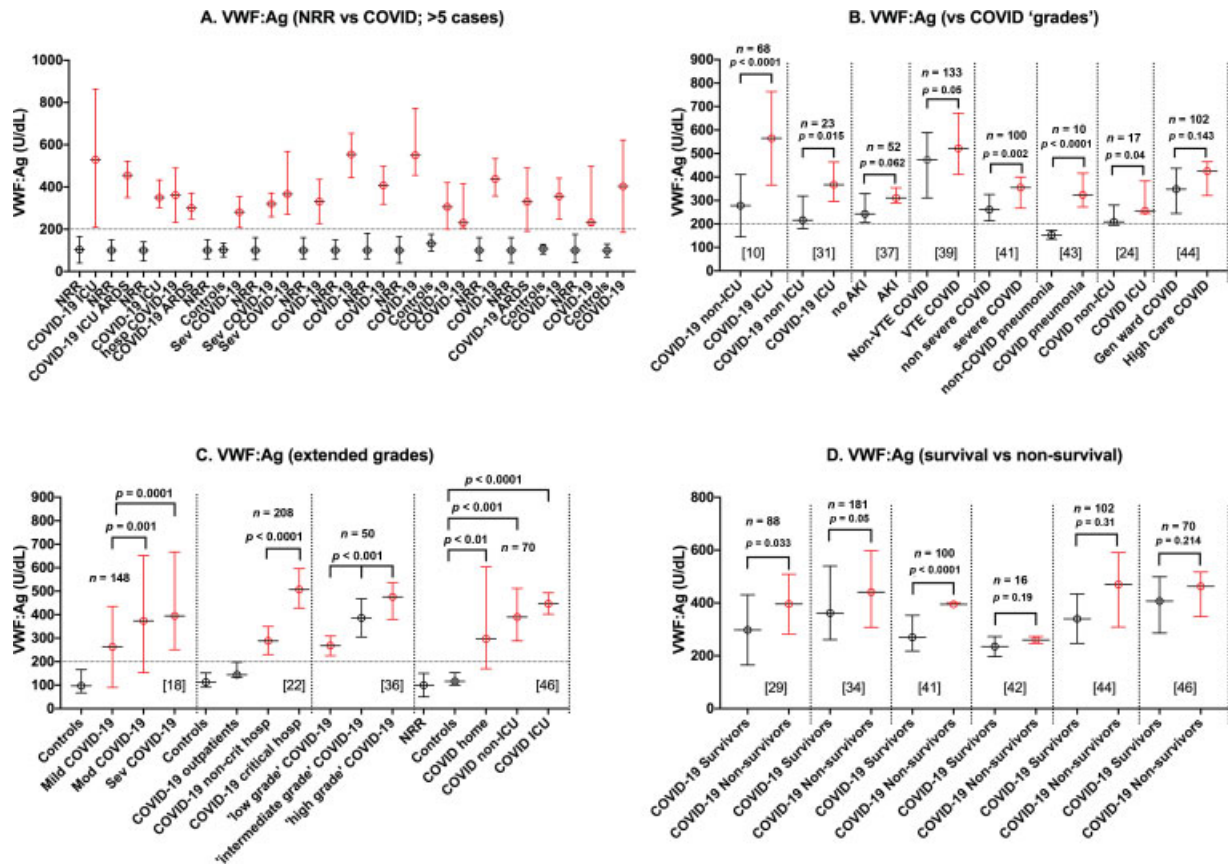 A. VWF:Ag (NRR vs COVID; >5 cases)
VWF:Ag (U/dL)
1000
800
600
400
200
0
NRR
COVID-19 ICU
NRR
COVID-19 ICU ARDS
NRR
COVID-19 ICU
hosp COVID-19
COVID-19 ARDS
NRR
Controls
Sev COVID-19
NRR
Sev COVID-19
Sev COVID-19
NRR
COVID-19
NRR
COVID-19
NRR
COVID-19
NRR
COVID-19
Controls
COVID-19
COVID-19
NRR
COVID-19
NRR
COVID-19 ARDS
Controls
COVID-19
NRR
COVID-19
Controls
COVID-19
B. VWF:Ag (vs COVID ‘grades’)
VWF:Ag (U/dL)
900
800
700
600
500
400
300
200
100
0
n = 68
p < 0.0001
n = 23
p = 0.015
n = 52
p = 0.062
n = 133
p = 0.05
n = 100
p = 0.002
n = 10
p < 0.0001
n = 17
p = 0.04
n = 102
p = 0.143
[10]
[31]
[37]
[39]
[41]
[43]
[24]
[44]
COVID-19 non-ICU
COVID-19 ICU
COVID-19 non ICU
COVID-19 ICU
no AKI
AKI
Non-VTE COVID
VTE COVID
non severe COVID
severe COVID
non-COVID pneumonia
COVID pneumonia
COVID non-ICU
COVID ICU
Gen ward COVID
High Care COVID
C. VWF:Ag (extended grades)
VWF:Ag (U/dL)
900
800
700
600
500
400
300
200
100
0
p = 0.0001
p = 0.001
n = 148
n = 208
p < 0.0001
n = 50
p < 0.001
p < 0.0001
p < 0.001
p < 0.01
n = 70
[18]
[22]
[36]
[46]
Controls
Mild COVID-19
Mod COVID-19
Sev COVID-19
Controls
COVID-19 outpatients
COVID-19 non-crit hosp
COVID-19 critical hosp
'low grade' COVID-19
'intermediate grade' COVID-19
'high grade' COVID-19
NRR
Controls
COVID home
COVID non-ICU
COVID ICU
D. VWF:Ag (survival vs non-survival)
VWF:Ag (U/dL)
800
600
400
200
0
n = 88
p = 0.033
n = 181
p = 0.05
n = 100
p < 0.0001
n = 16
p = 0.19
n = 102
p = 0.31
n = 70
p = 0.214
[29]
[34]
[41]
[42]
[44]
[46]
COVID-19 Survivors
COVID-19 Non-survivors
COVID-19 Survivors
COVID-19 Non-survivors
COVID-19 Survivors
COVID-19 Non-survivors
COVID-19 Survivors
COVID-19 Non-survivors
COVID-19 Survivors
COVID-19 Non-survivors
COVID-19 Survivors
COVID-19 Non-survivors